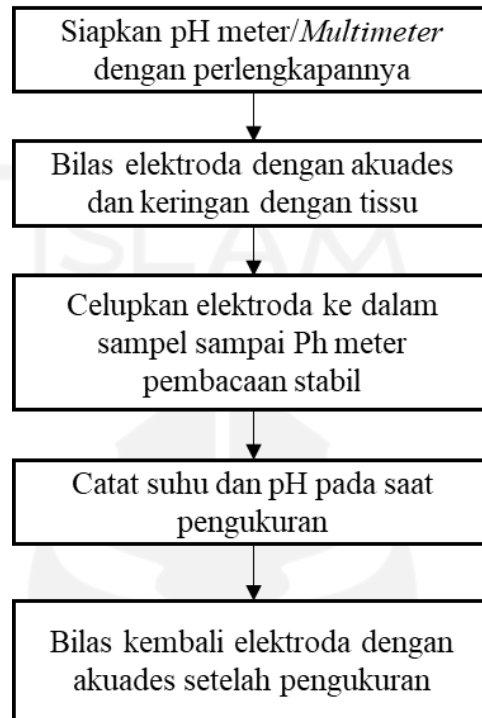 Siapkan pH meter/Multimeter
dengan perlengkapannya
Bilas elektroda dengan akuades
dan keringan dengan tissu
ISLAM
Celupkan elektroda ke dalam
sampel sampai Ph meter
pembacaan stabil
Catat suhu dan pH pada saat
pengukuran
Bilas kembali elektroda dengan
akuades setelah pengukuran